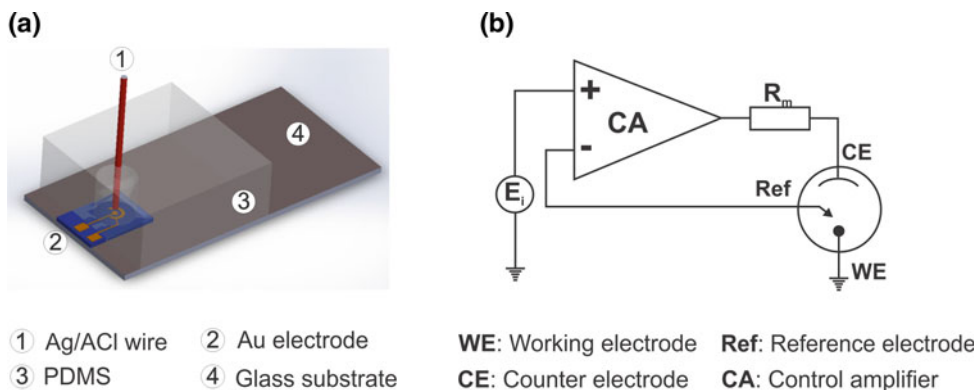 (a)
1
4
3
2
1 Ag/ACl wire 2 Au electrode
3 PDMS 4 Glass substrate
(b)
+
CA
-
Rm
CE
Ref
Ei
WE
WE: Working electrode Ref: Reference electrode
CE: Counter electrode CA: Control amplifier